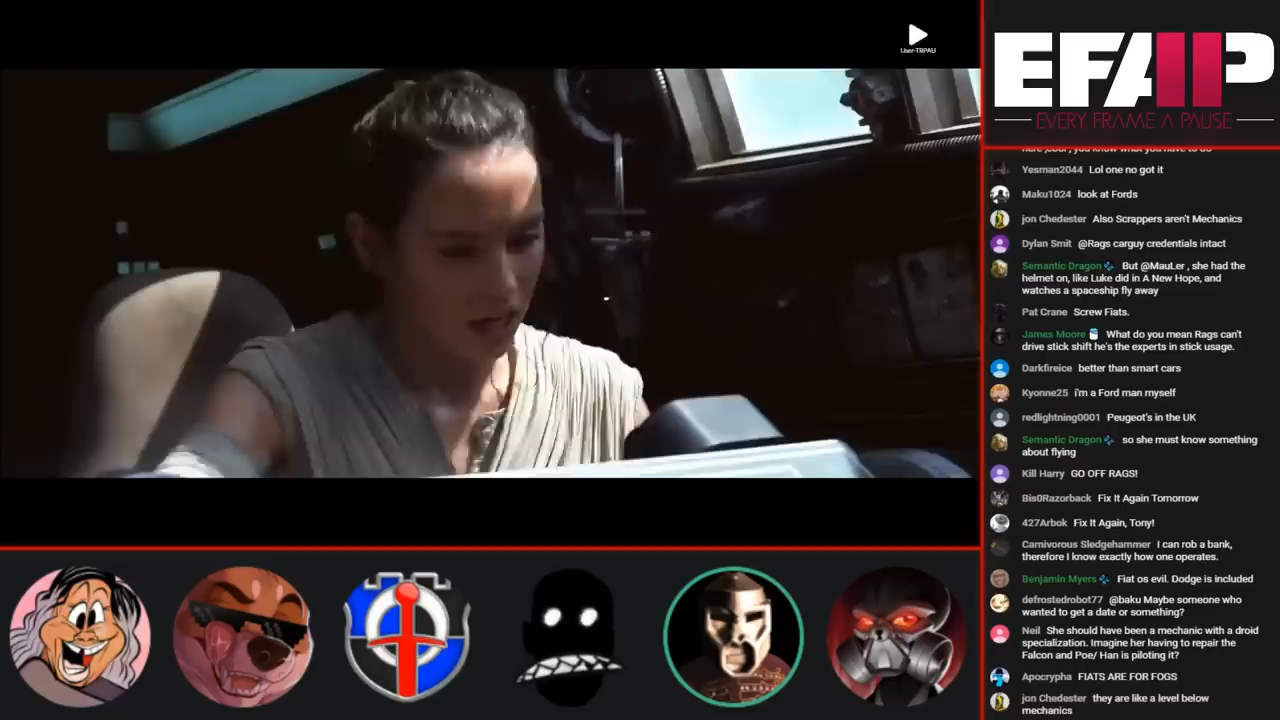 User-TBPAU
EFAP
EVERY FRAME A PAUSE
Yesman2044 Lol one no got it
Maku1024 look at Fords
jon Chedester Also Scrappers aren't Mechanics
Dylan Smit @Rags carguy credentials intact
Semantic Dragon But @MauLer , she had the
helmet on, like Luke did in A New Hope, and
watches a spaceship fly away
Pat Crane Screw Fiats.
James Moore What do you mean Rags can't
drive stick shift he's the experts in stick usage.
Darkfireice better than smart cars
Kyonne25 i'm a Ford man myself
redlightning0001 Peugeot's in the UK
Semantic Dragon so she must know something
about flying
Kill Harry GO OFF RAGS!
Bis0Razorback Fix It Again Tomorrow
427Arbok Fix It Again, Tony!
Carnivorous Sledgehammer I can rob a bank,
therefore I know exactly how one operates.
Benjamin Myers Fiat os evil. Dodge is included
defrostedrobot77 @baku Maybe someone who
wanted to get a date or something?
Neil She should have been a mechanic with a droid
specialization. Imagine her having to repair the
Falcon and Poe/ Han is piloting it?
Apocrypha FIATS ARE FOR FOGS
jon Chedester they are like a level below
mechanics